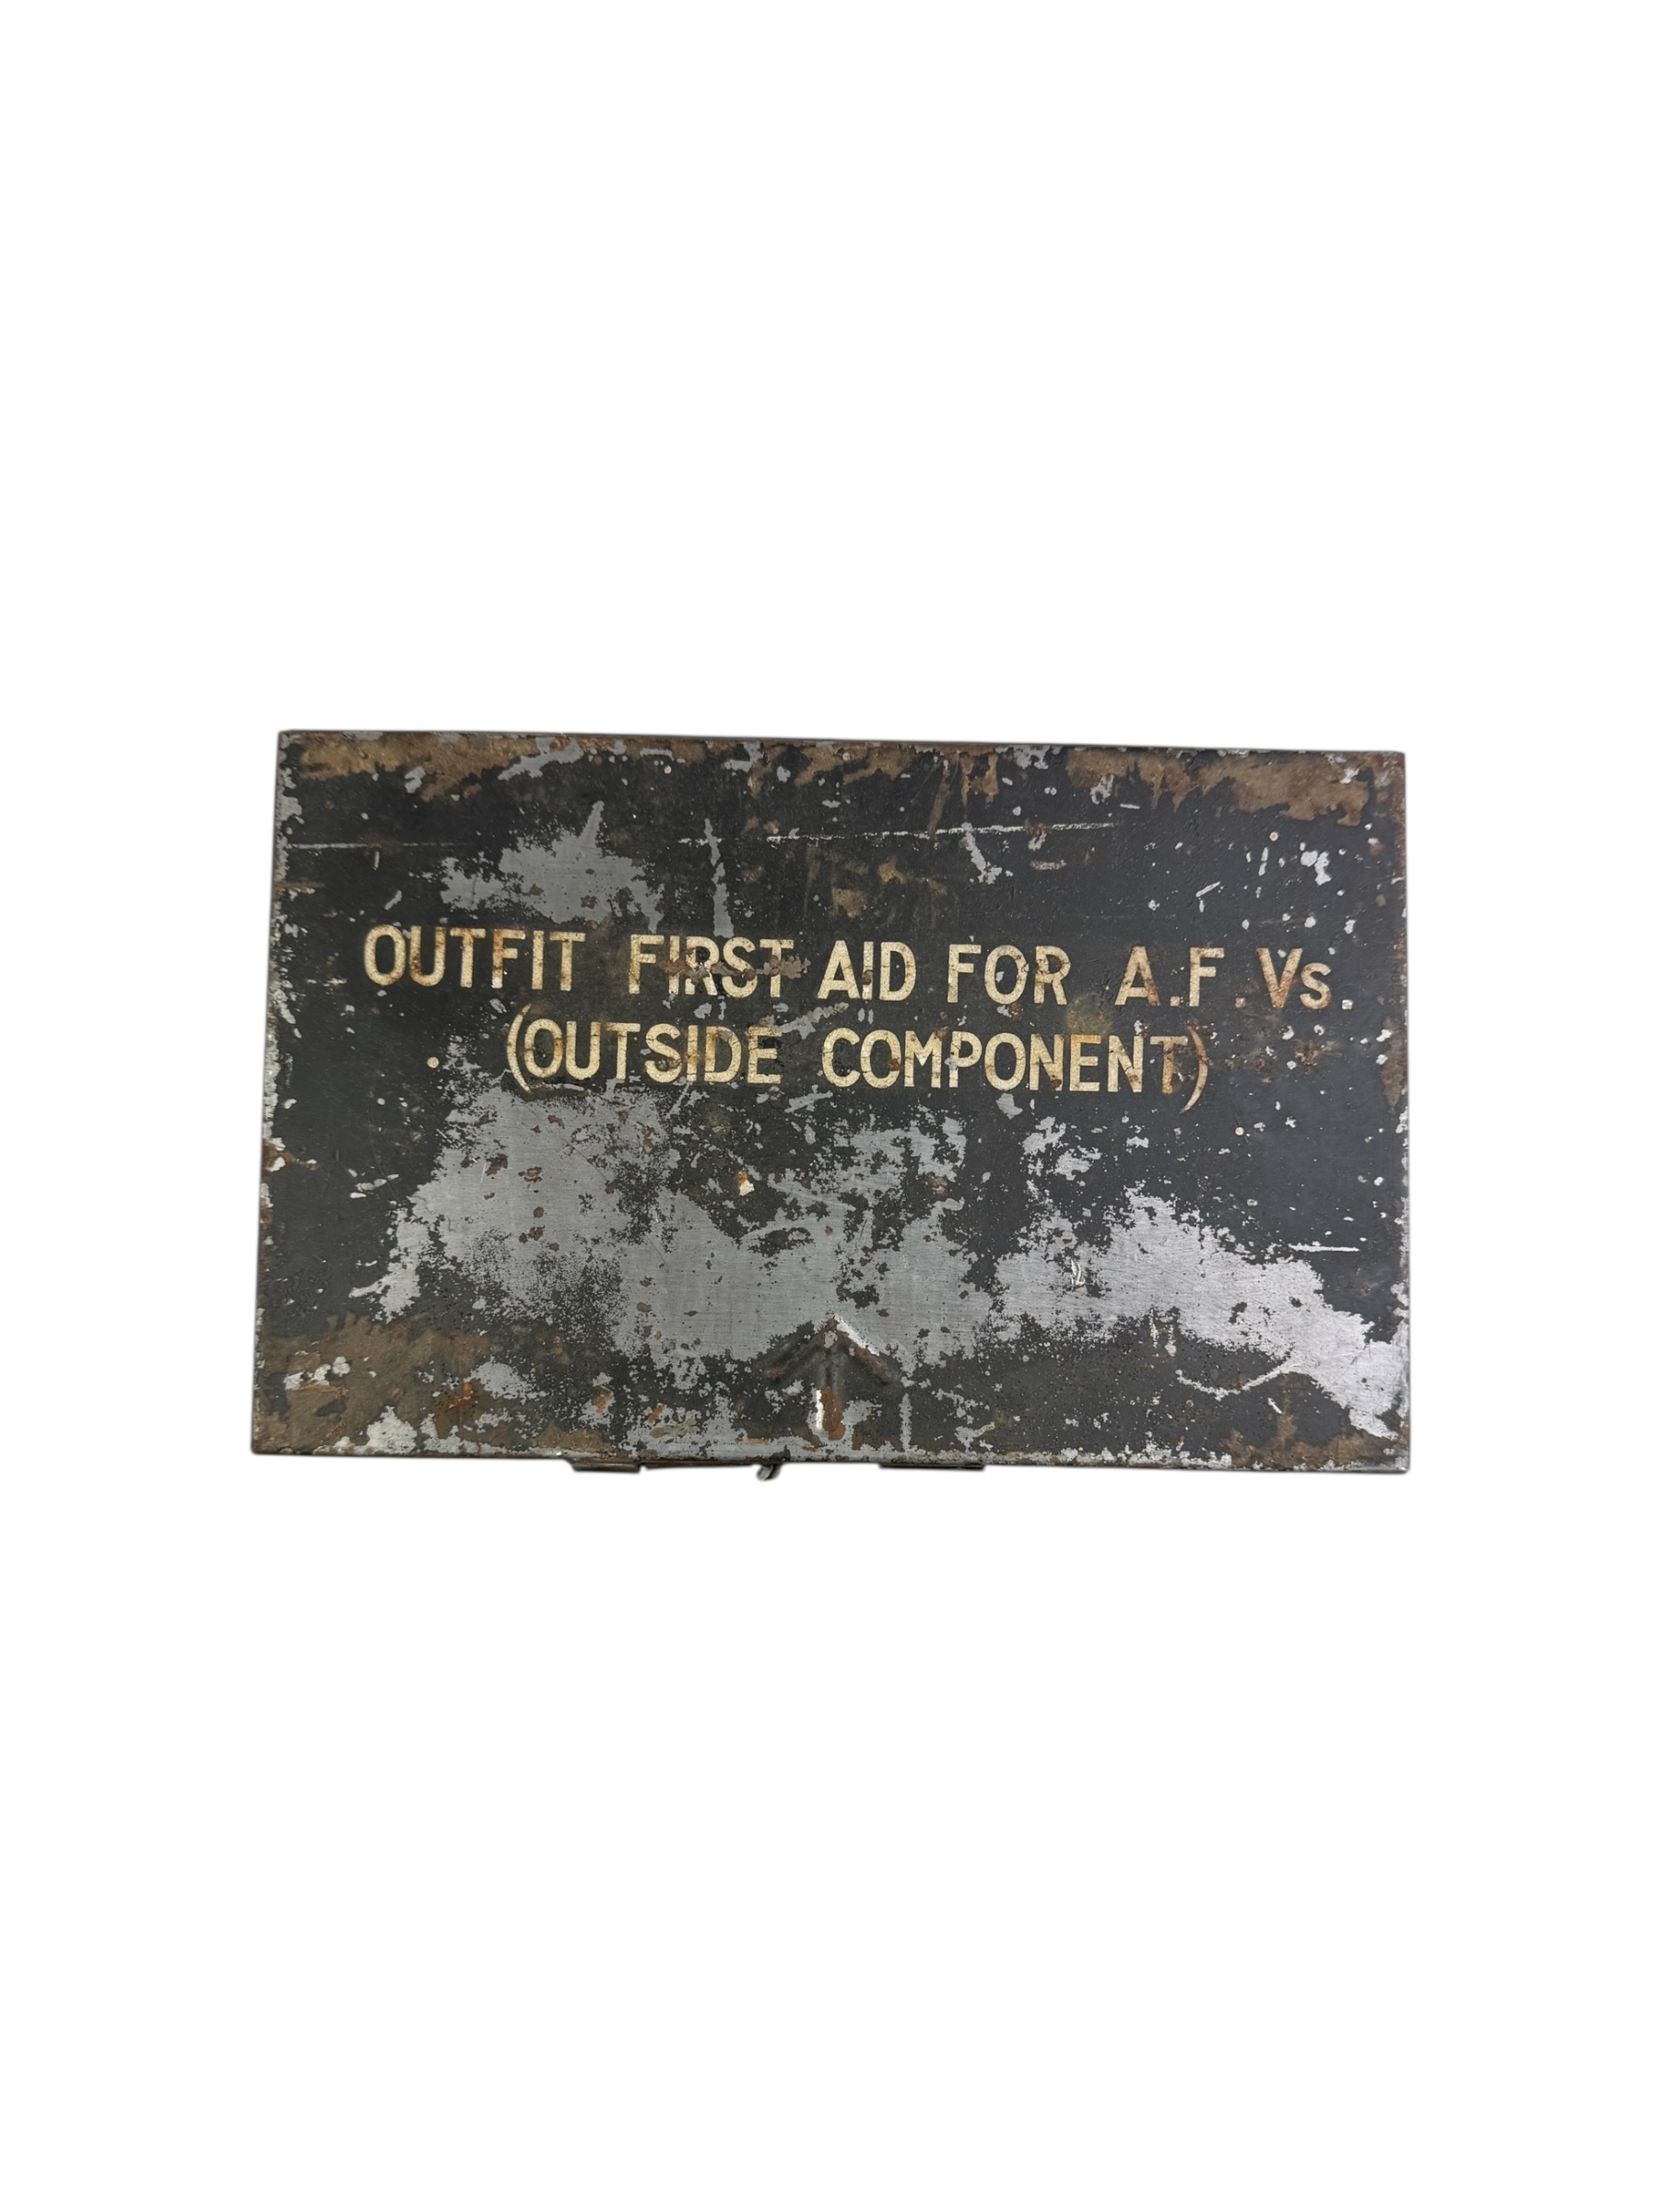 OUTFIT FIRST AID FOR A.F.Vs.
(OUTSIDE COMPONENT)